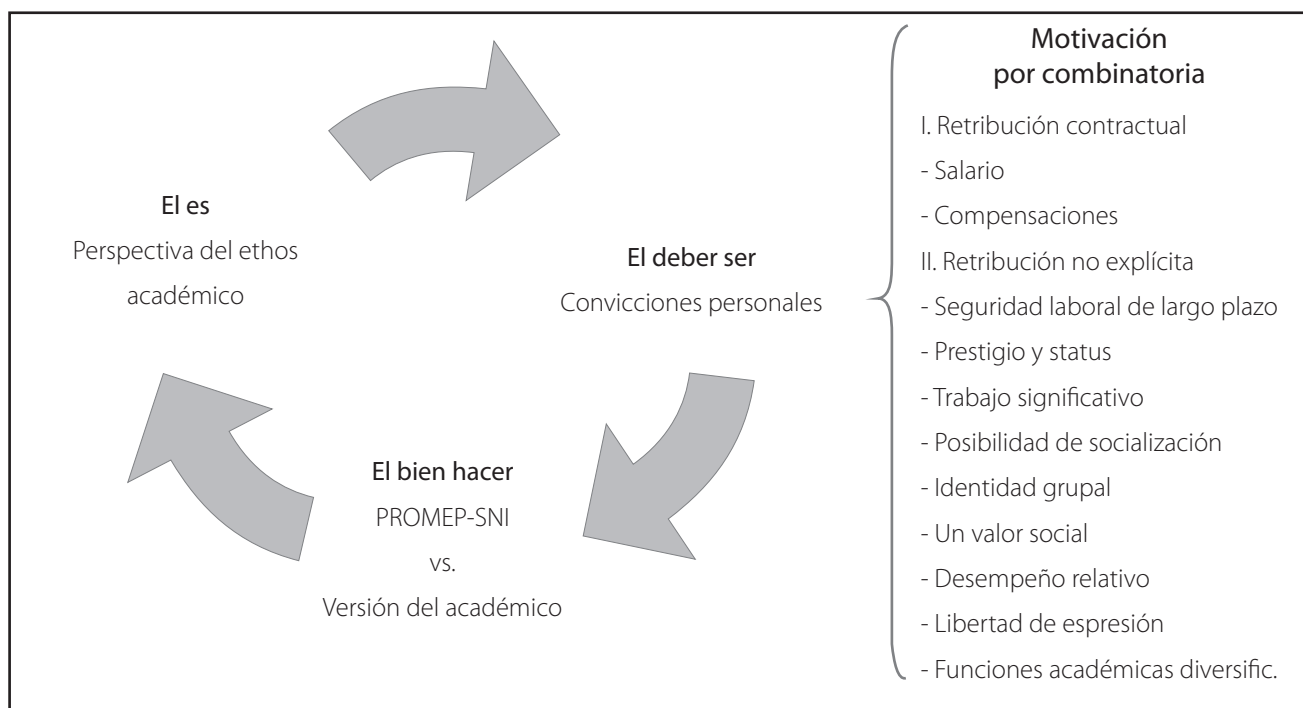 El es
Perspectiva del ethos
académico
El deber ser
Convicciones personales
El bien hacer
PROMEP-SNI
vs.
Versión del académico
Motivación
por combinatoria
I. Retribución contractual
- Salario
- Compensaciones
II. Retribución no explícita
- Seguridad laboral de largo plazo
- Prestigio y status
- Trabajo significativo
- Posibilidad de socialización
- Identidad grupal
- Un valor social
- Desempeño relativo
- Libertad de espresión
- Funciones académicas diversific.